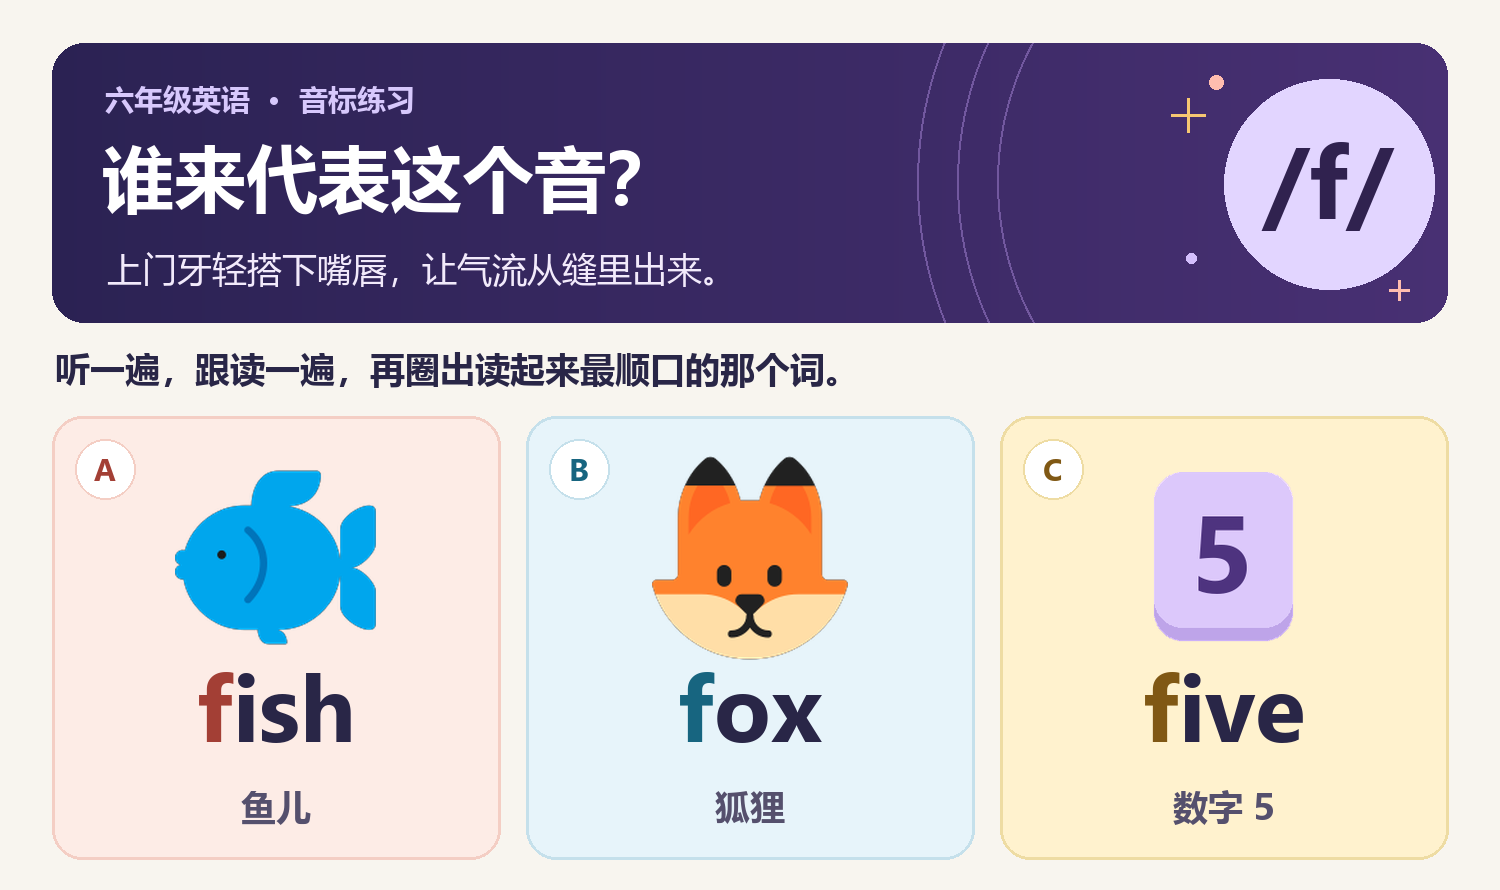 六年级英语 • 音标练习
谁来代表这个音？
上门牙轻搭下嘴唇，让气流从缝里出来。
/f/
听一遍，跟读一遍，再圈出读起来最顺口的那个词。
A
fish
鱼儿
B
fox
狐狸
C
5
five
数字 5